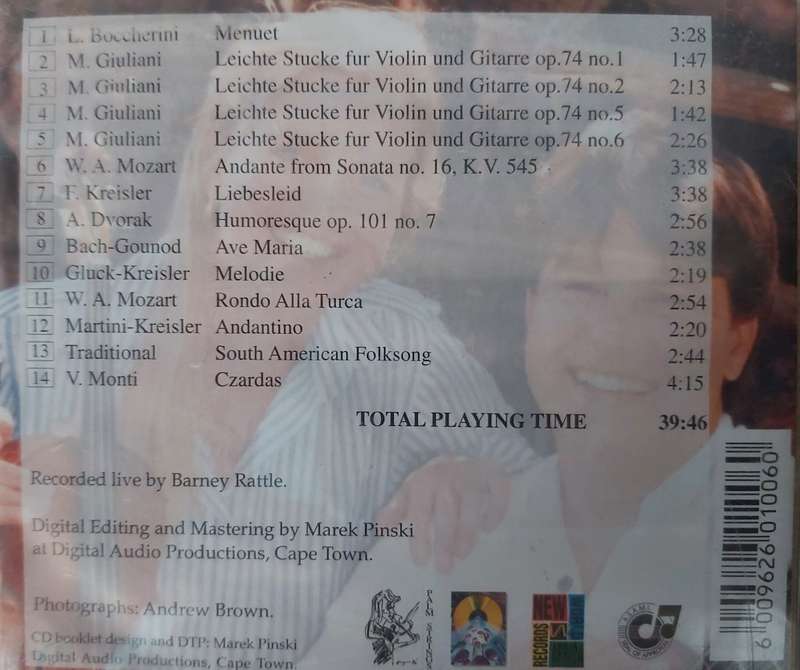 1 L. Boccherini Menuet 3:28
2 M. Giuliani Leichte Stucke fur Violin und Gitarre op.74 no.1 1:47
3 M. Giuliani Leichte Stucke fur Violin und Gitarre op.74 no.2 2:13
4 M. Giuliani Leichte Stucke fur Violin und Gitarre op.74 no.5 1:42
5 M. Giuliani Leichte Stucke fur Violin und Gitarre op.74 no.6 2:26
6 W. A. Mozart Andante from Sonata no. 16, K.V. 545 3:38
7 F. Kreisler Liebesleid 3:38
8 A. Dvorak Humoresque op. 101 no. 7 2:56
9 Bach-Gounod Ave Maria 2:38
10 Gluck-Kreisler Melodie 2:19
11 W. A. Mozart Rondo Alla Turca 2:54
12 Martini-Kreisler Andantino 2:20
13 Traditional South American Folksong 2:44
14 V. Monti Czardas 4:15
TOTAL PLAYING TIME 39:46
Recorded live by Barney Rattle.
Digital Editing and Mastering by Marek Pinski
at Digital Audio Productions, Cape Town.
Photographs: Andrew Brown.
CD booklet design and DTP: Marek Pinski
Digital Audio Productions, Cape Town.
PALM STRINGS
NEW
WORLD
RECORDS
6 009626 010060